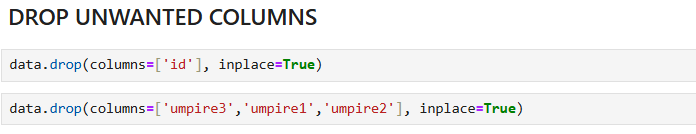 DROP UNWANTED COLUMNS
data.drop(columns=['id'], inplace=True)
data.drop(columns=['umpire3','umpire1','umpire2'], inplace=True)